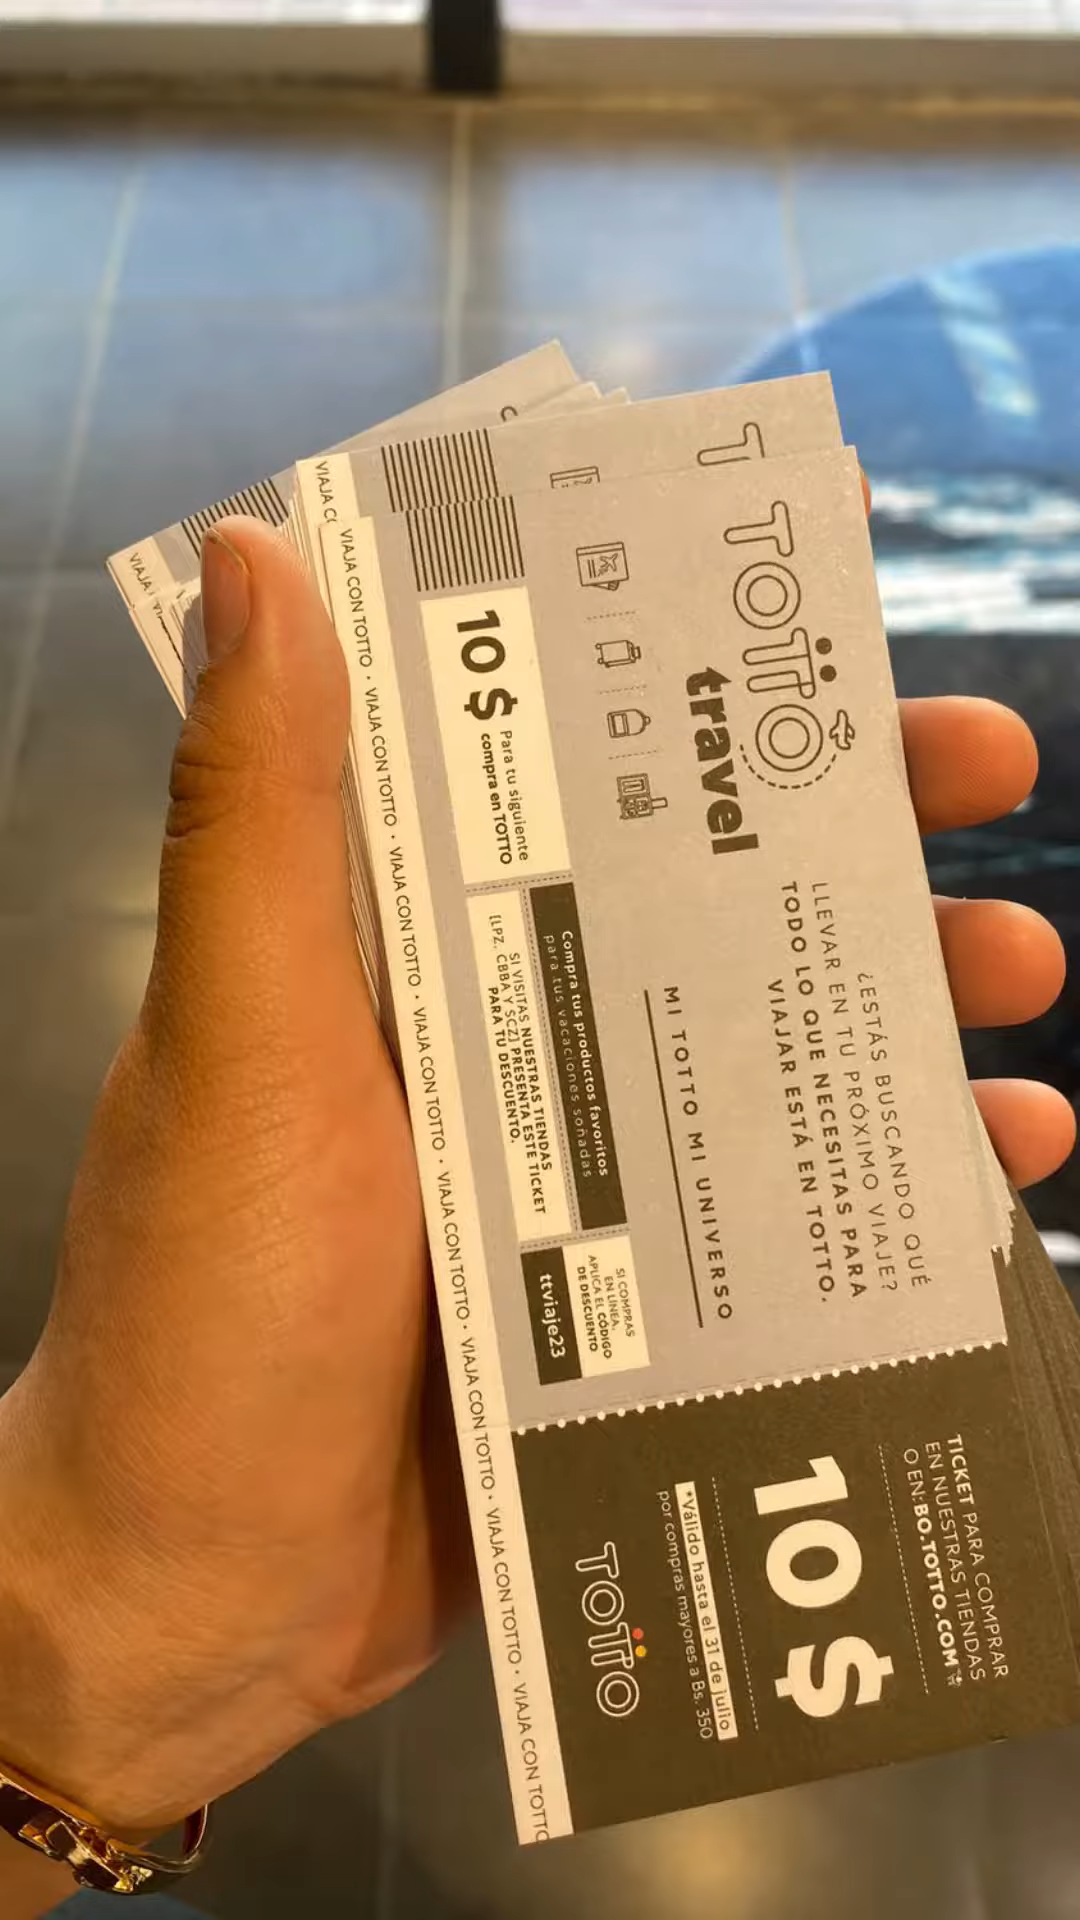 TOTTO
travel
¿ESTÁS BUSCANDO QUÉ
LLEVAR EN TU PRÓXIMO VIAJE?
TODO LO QUE NECESITAS PARA
VIAJAR ESTÁ EN TOTTO.
MI TOTTO MI UNIVERSO
10 $
Para tu siguiente
compra en TOTTO
Compra tus productos favoritos
para tus vacaciones soñadas
SI VISITAS NUESTRAS TIENDAS
[LPZ, CBBA Y SCZ] PRESENTA ESTE TICKET
PARA TU DESCUENTO.
SI COMPRAS
EN LÍNEA,
APLICA EL CÓDIGO
DE DESCUENTO
ttviaje23
VIAJA CON TOTTO • VIAJA CON TOTTO • VIAJA CON TOTTO • VIAJA CON TOTTO • VIAJA CON TOTTO • VIAJA CON TOTTO • VIAJA CON TOTTO • VIAJA CON TOTTO
TICKET PARA COMPRAR
EN NUESTRAS TIENDAS
O EN:BO.TOTTO.COM
10 $
*Válido hasta el 31 de julio
por compras mayores a Bs. 350
TOTTO
VIAJA
VIAJA